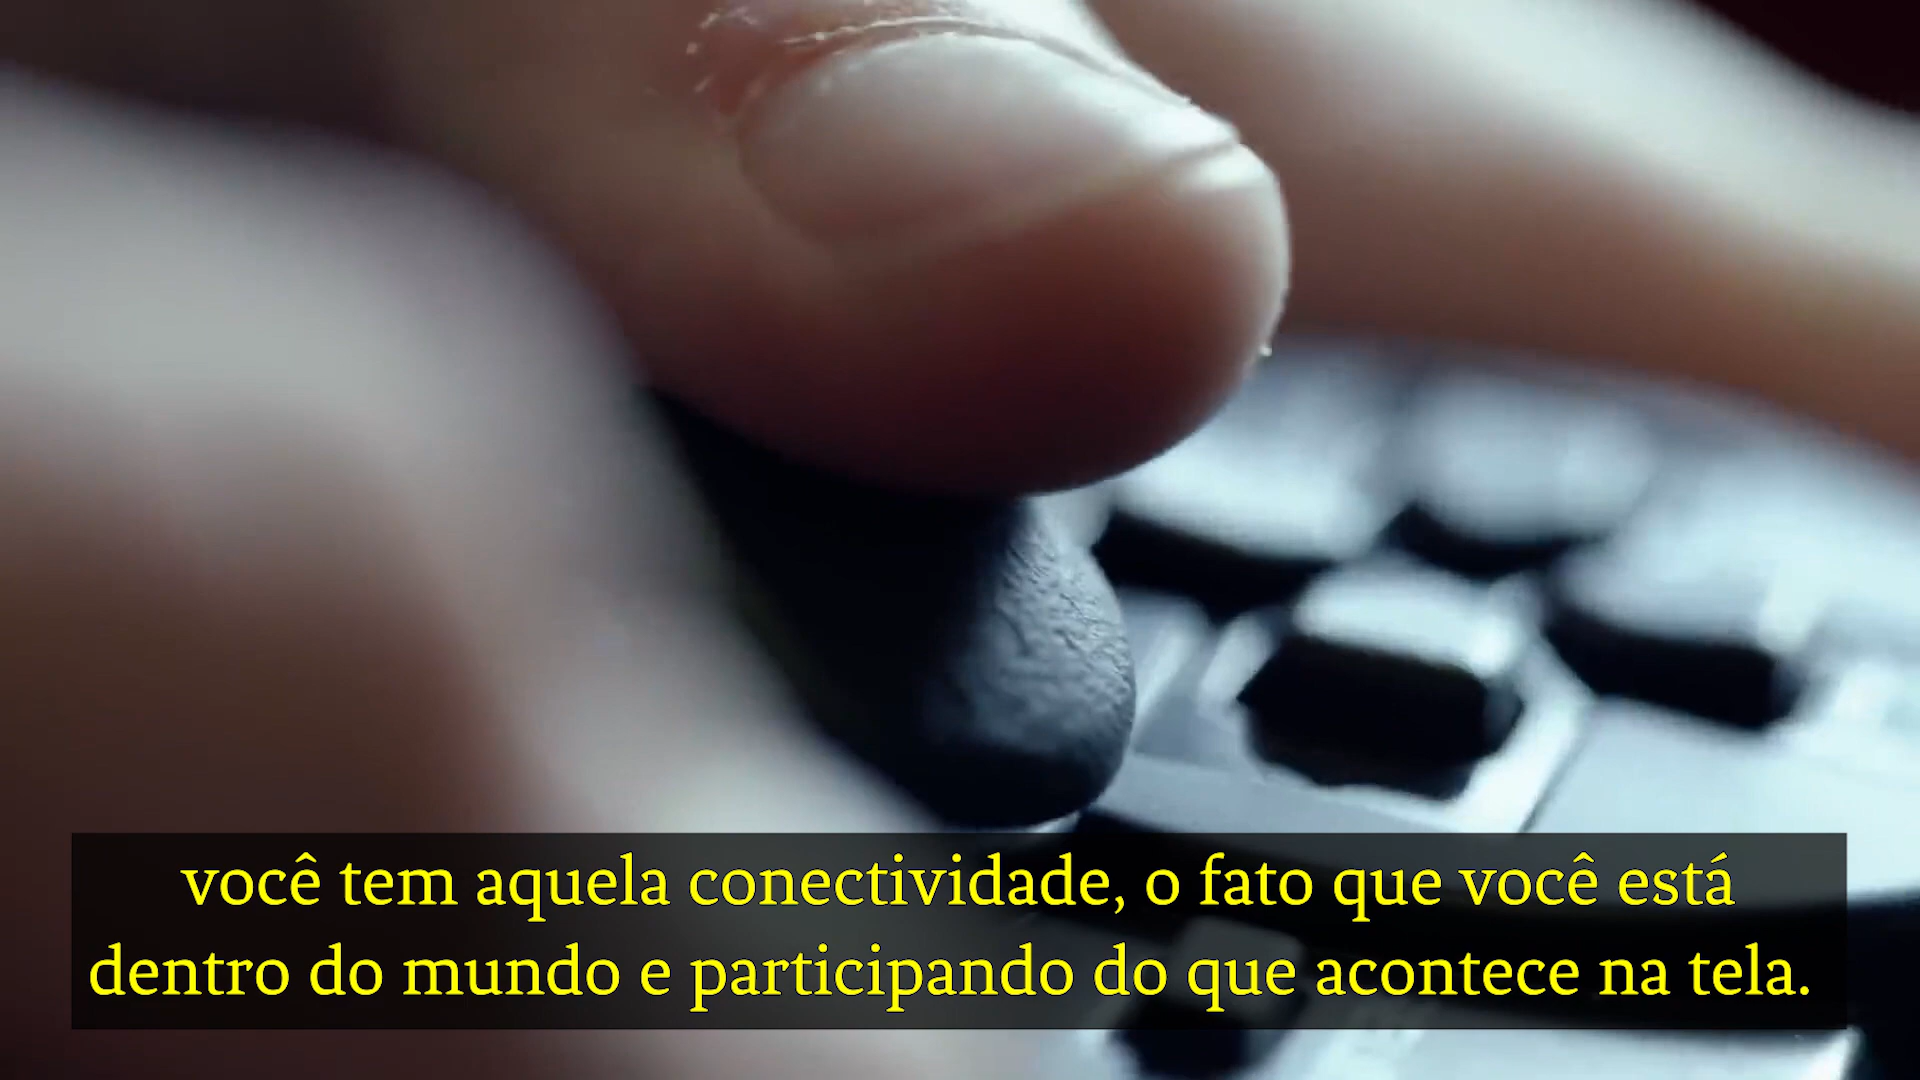 você tem aquela conectividade, o fato que você está
dentro do mundo e participando do que acontece na tela.